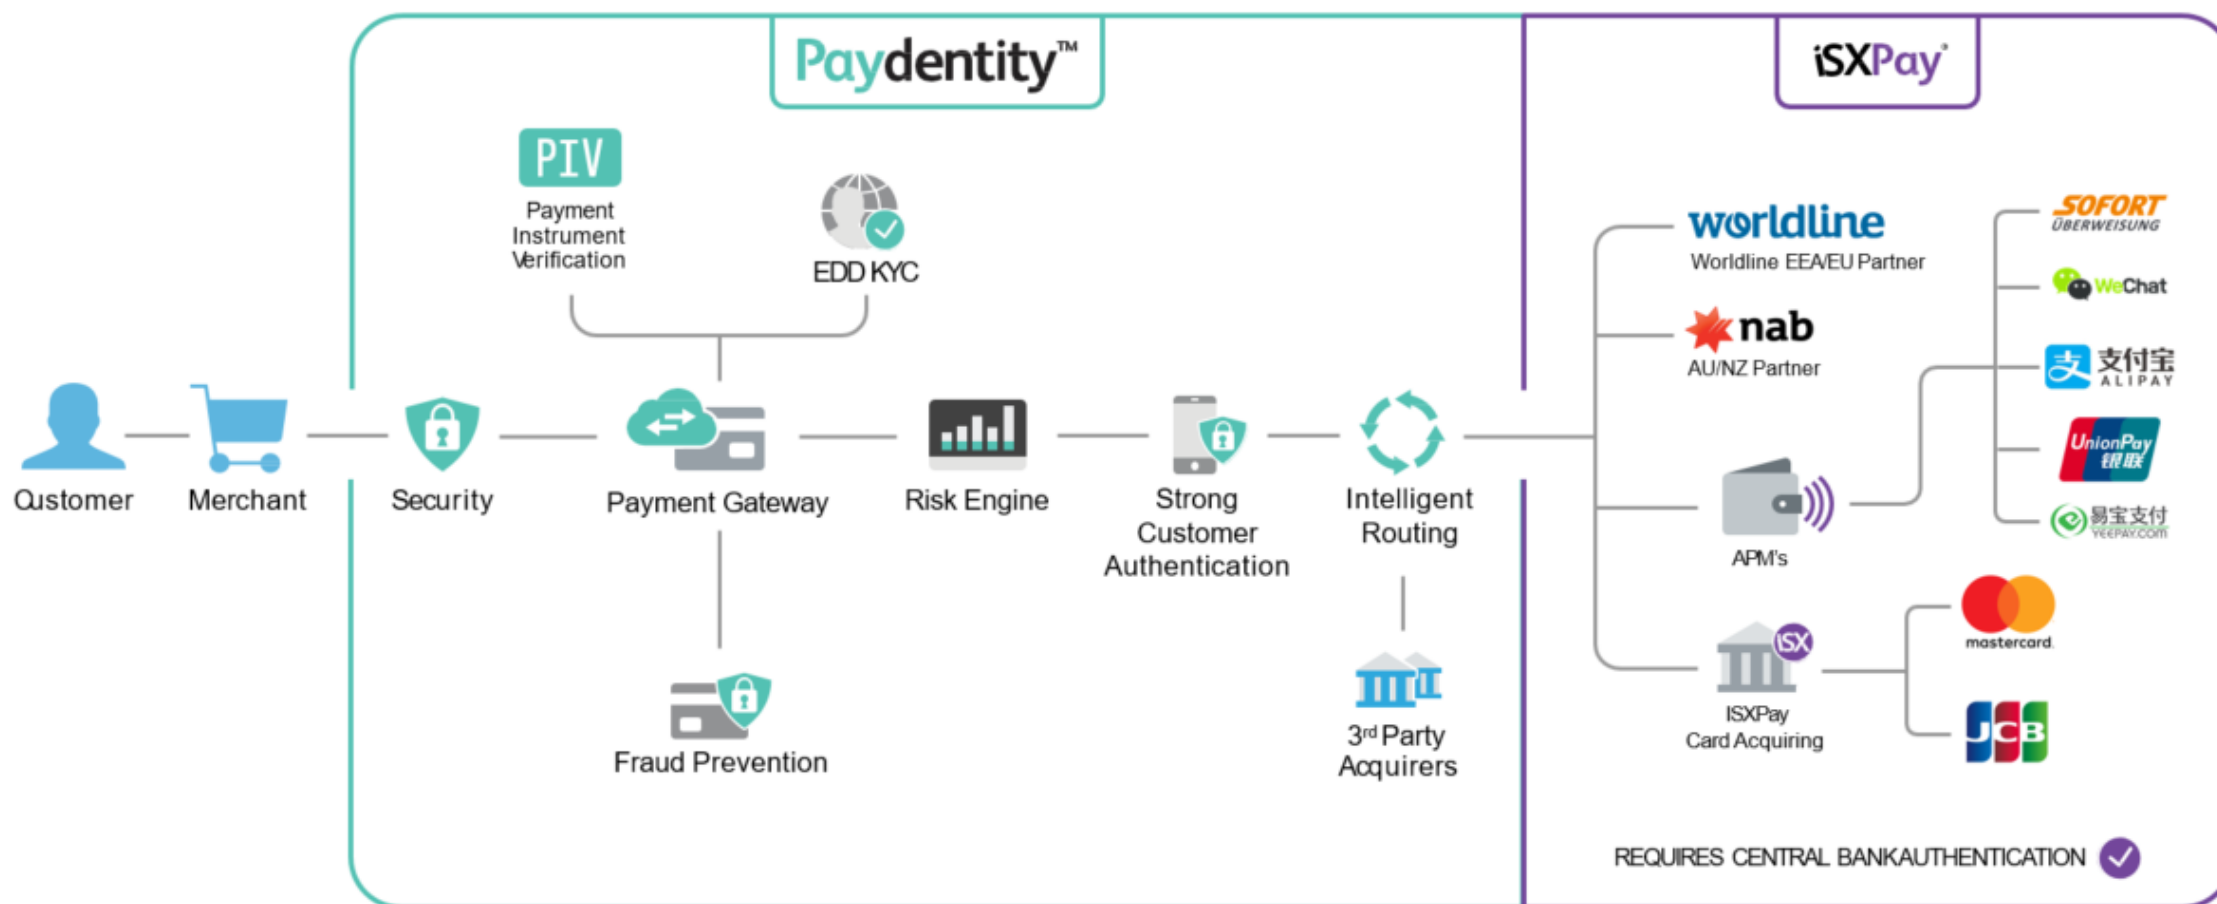 Paydentity™
iSXPay®
PIV
Payment
Instrument
Verification
EDD KYC
Customer
Merchant
Security
Payment Gateway
Risk Engine
Strong
Customer
Authentication
Intelligent
Routing
Fraud Prevention
3rd Party
Acquirers
worldline
Worldline EEA/EU Partner
nab
AU/NZ Partner
APM's
iSX
ISXPay
Card Acquiring
SOFORT
ÜBERWEISUNG
WeChat
支 支付宝
ALIPAY
UnionPay
银联
易宝支付
YEEPAY.COM
mastercard.
JCB
REQUIRES CENTRAL BANKAUTHENTICATION